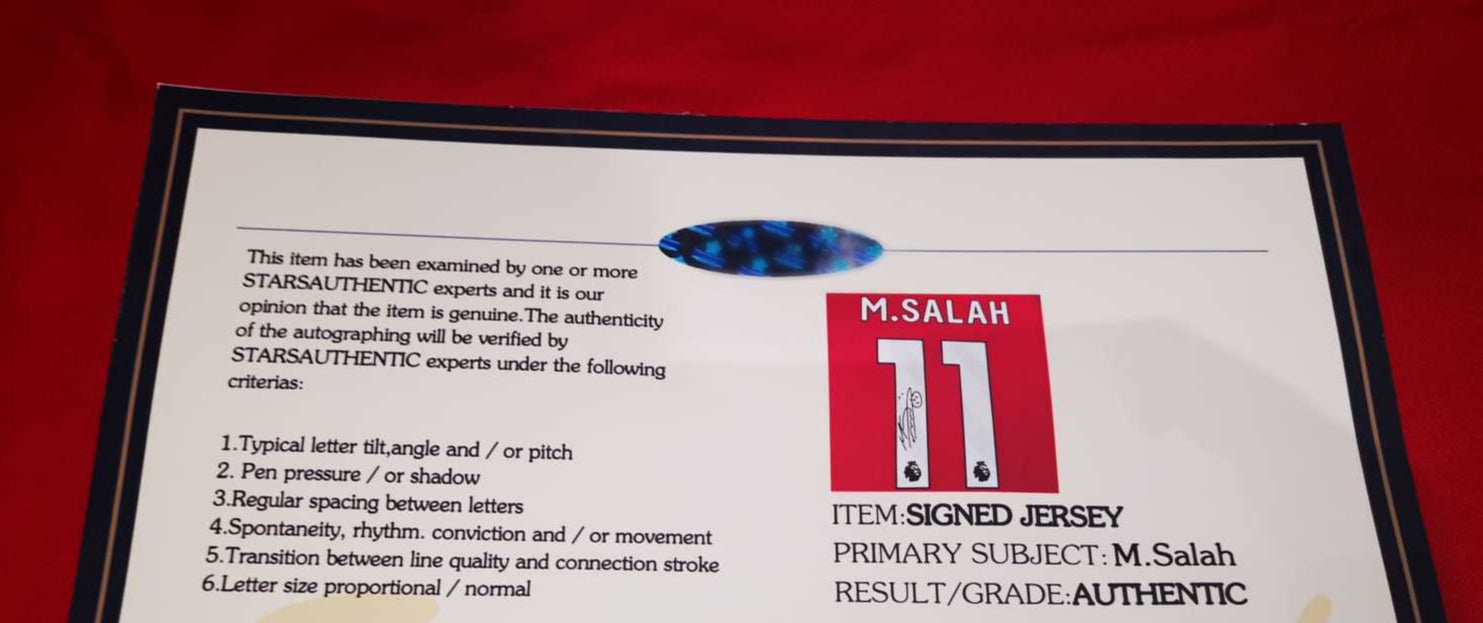 This item has been examined by one or more
STARSAUTHENTIC experts and it is our
opinion that the item is genuine.The authenticity
of the autographing will be verified by
STARSAUTHENTIC experts under the following
criterias:
1.Typical letter tilt,angle and / or pitch
2. Pen pressure / or shadow
3.Regular spacing between letters
4.Spontaneity, rhythm. conviction and / or movement
5.Transition between line quality and connection stroke
6.Letter size proportional / normal
M.SALAH
11
ITEM:SIGNED JERSEY
PRIMARY SUBJECT: M.Salah
RESULT/GRADE:AUTHENTIC